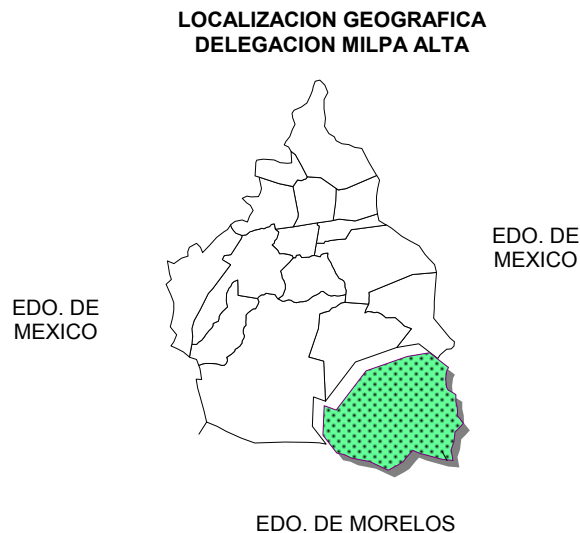 LOCALIZACION GEOGRAFICA
DELEGACION MILPA ALTA
EDO. DE
MEXICO
EDO. DE
MEXICO
EDO. DE MORELOS